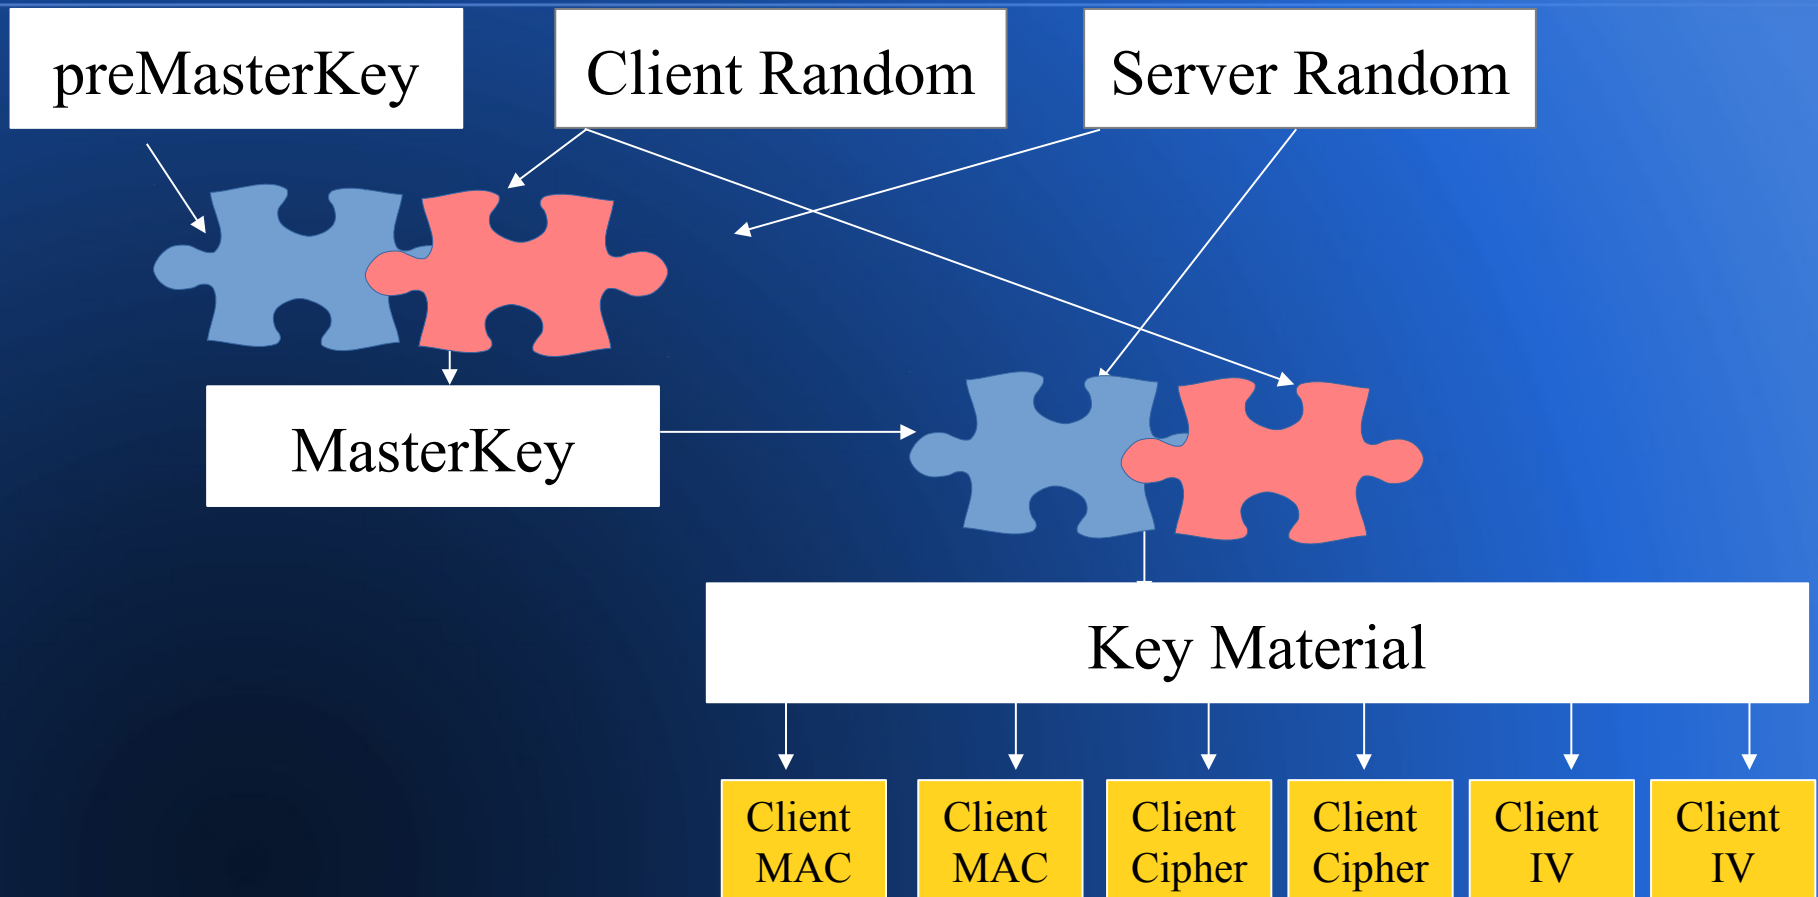 preMasterKey
Client Random
Server Random
MasterKey
Key Material
Client
MAC
Client
MAC
Client
Cipher
Client
Cipher
Client
IV
Client
IV